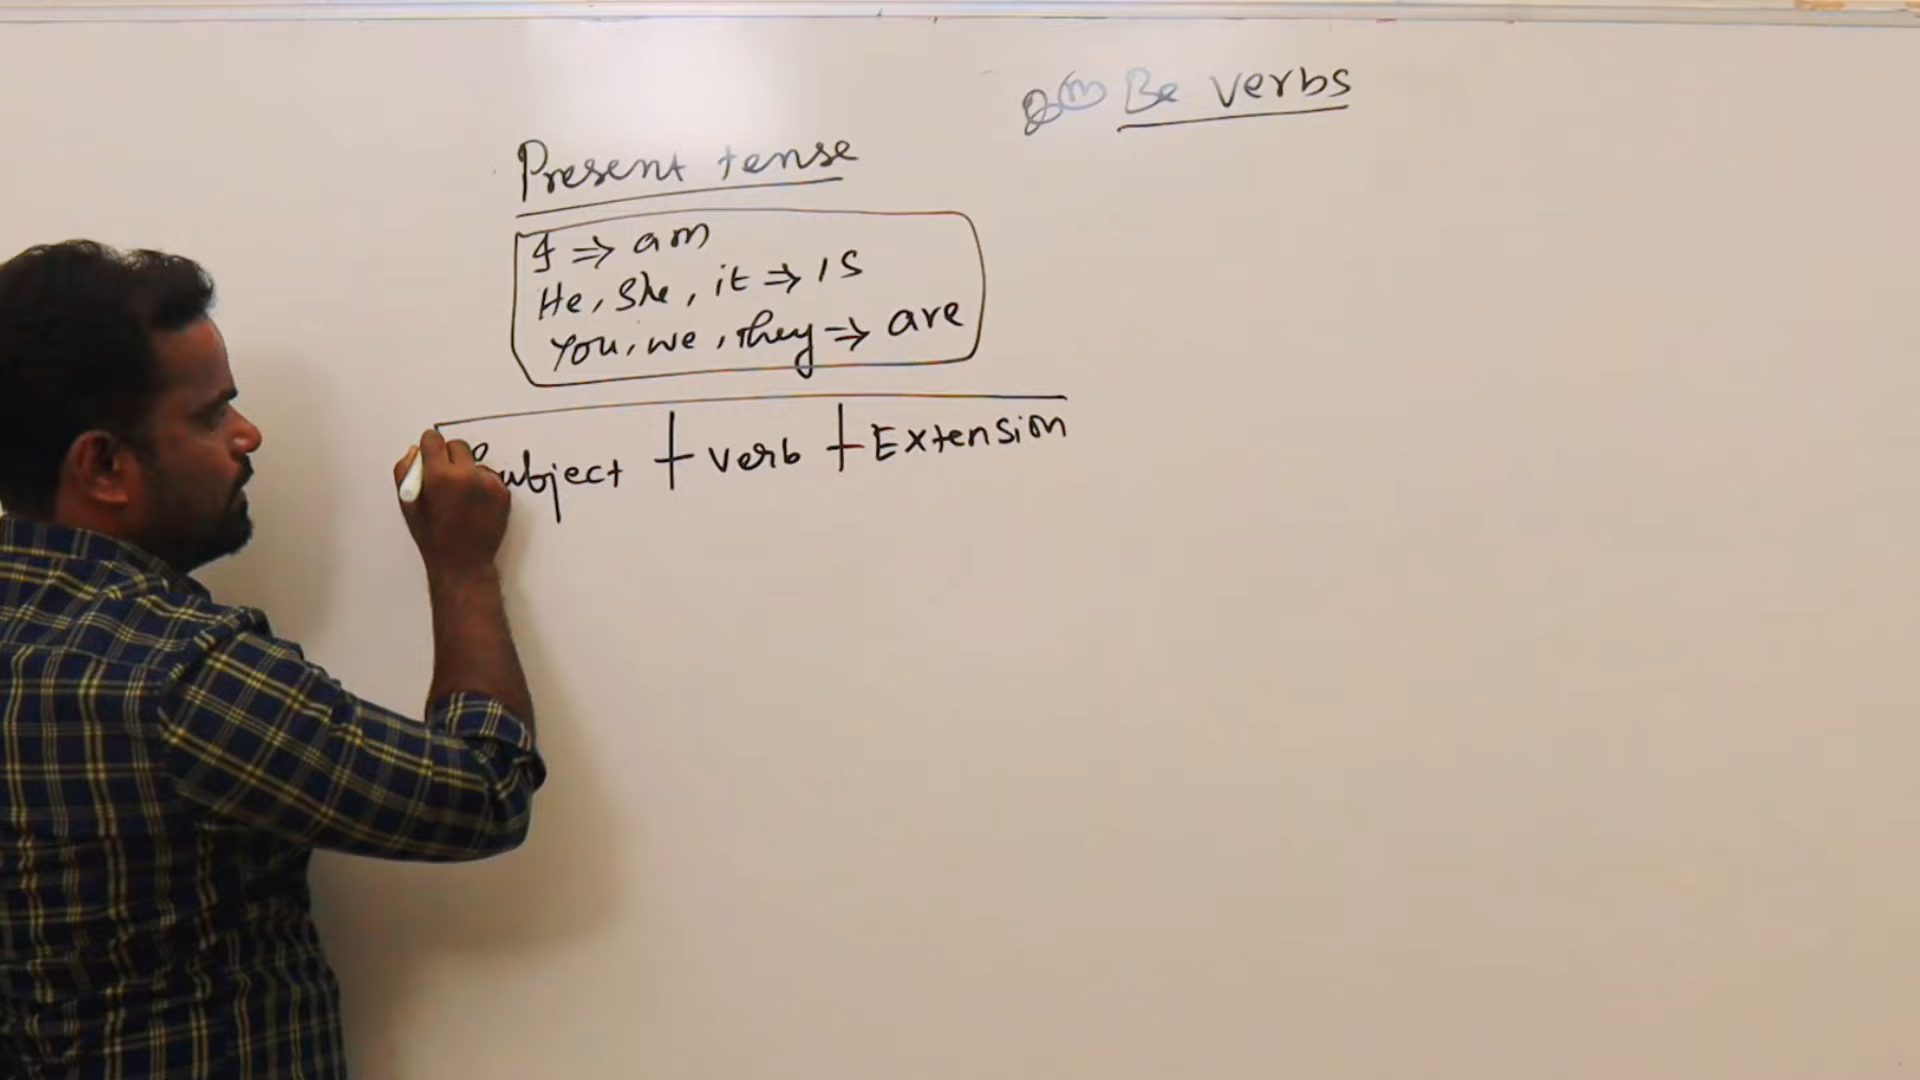 Be verbs
Present tense
I ⇒ am
He, She, it ⇒ is
You, we, they ⇒ are
Subject + verb + Extension